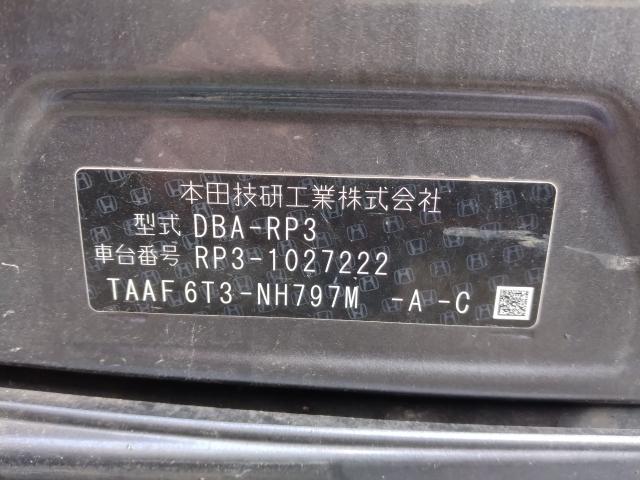 本田技研工業株式会社
型式 DBA-RP3
車台番号 RP3-1027222
TAAF6T3-NH797M -A-C